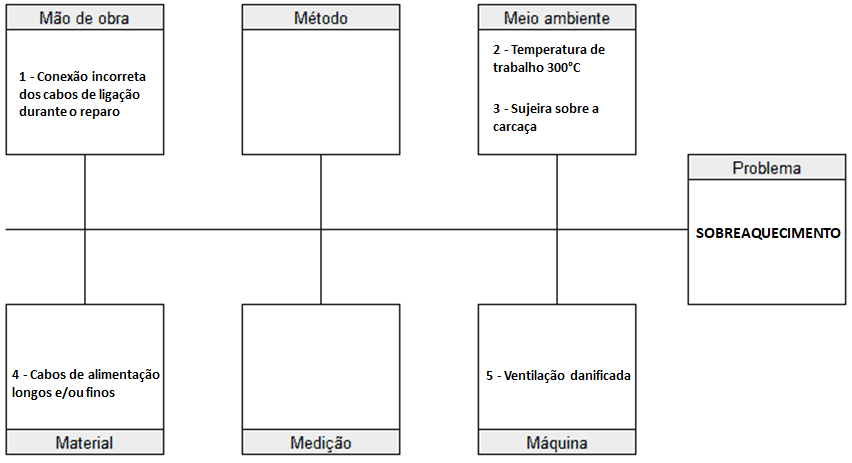 Mão de obra
1 - Conexão incorreta
dos cabos de ligação
durante o reparo
Método
Meio ambiente
2 - Temperatura de
trabalho 300°C
3 - Sujeira sobre a
carcaça
Problema
SOBREAQUECIMENTO
4 - Cabos de alimentação
longos e/ou finos
Material
Medição
5 - Ventilação danificada
Máquina